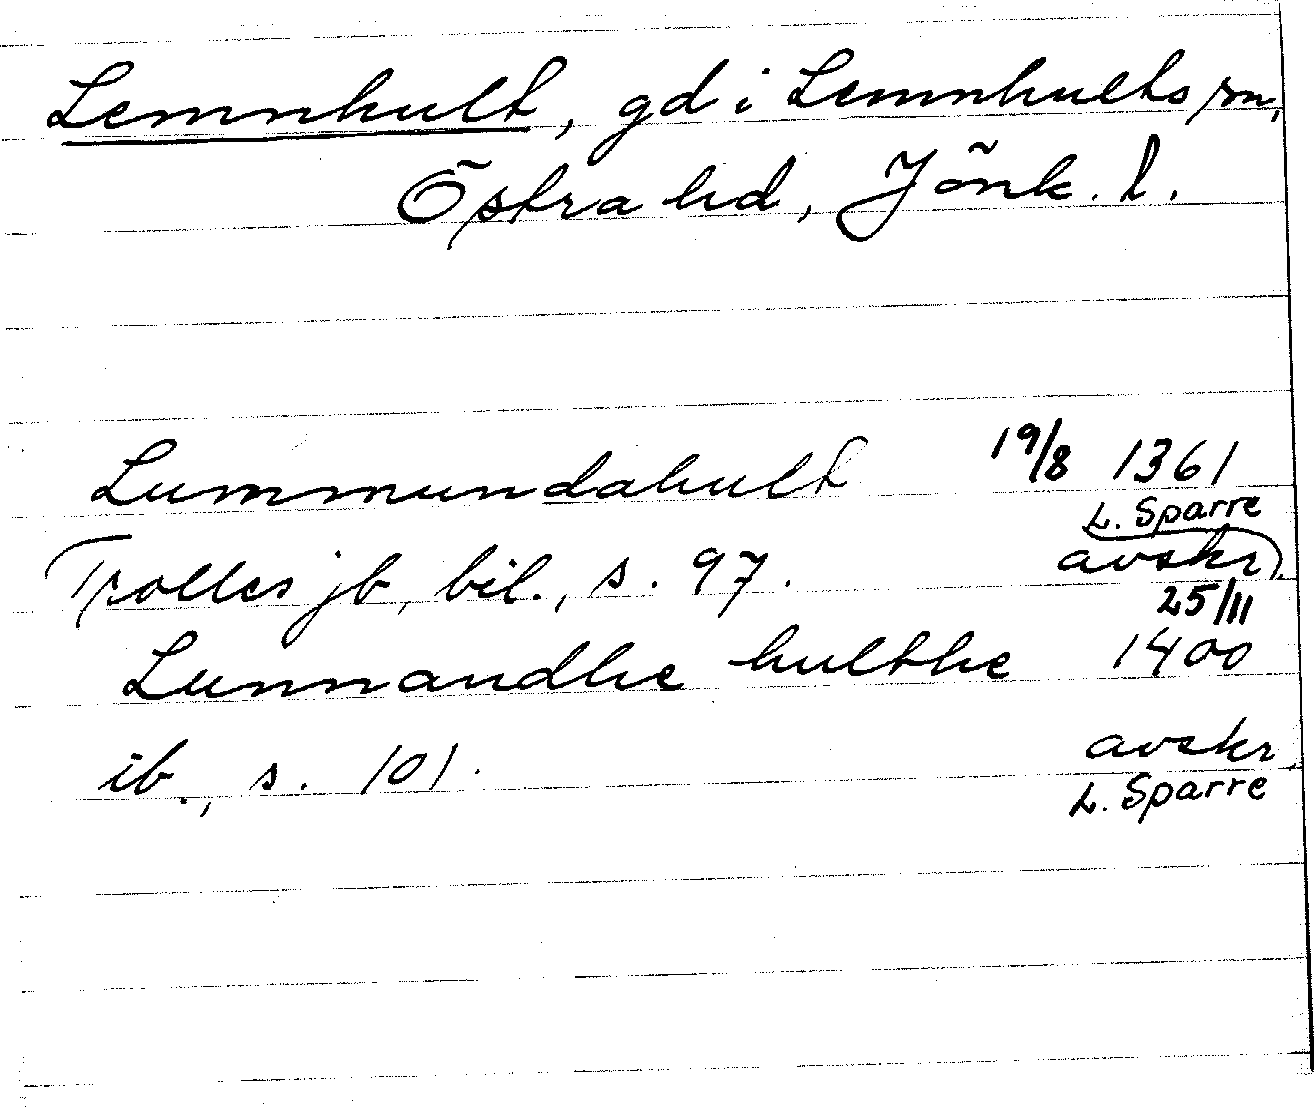 Lemnhult, gd i Lemnhults sn,
Östra hd, Jönk. l.
Lummundahult 19/8 1361
L. Sparre
Trolles jb, bil., s. 97. avskr.
25/11
Lunnandhe hulthe 1400
ib., s. 101. avskr.
L. Sparre